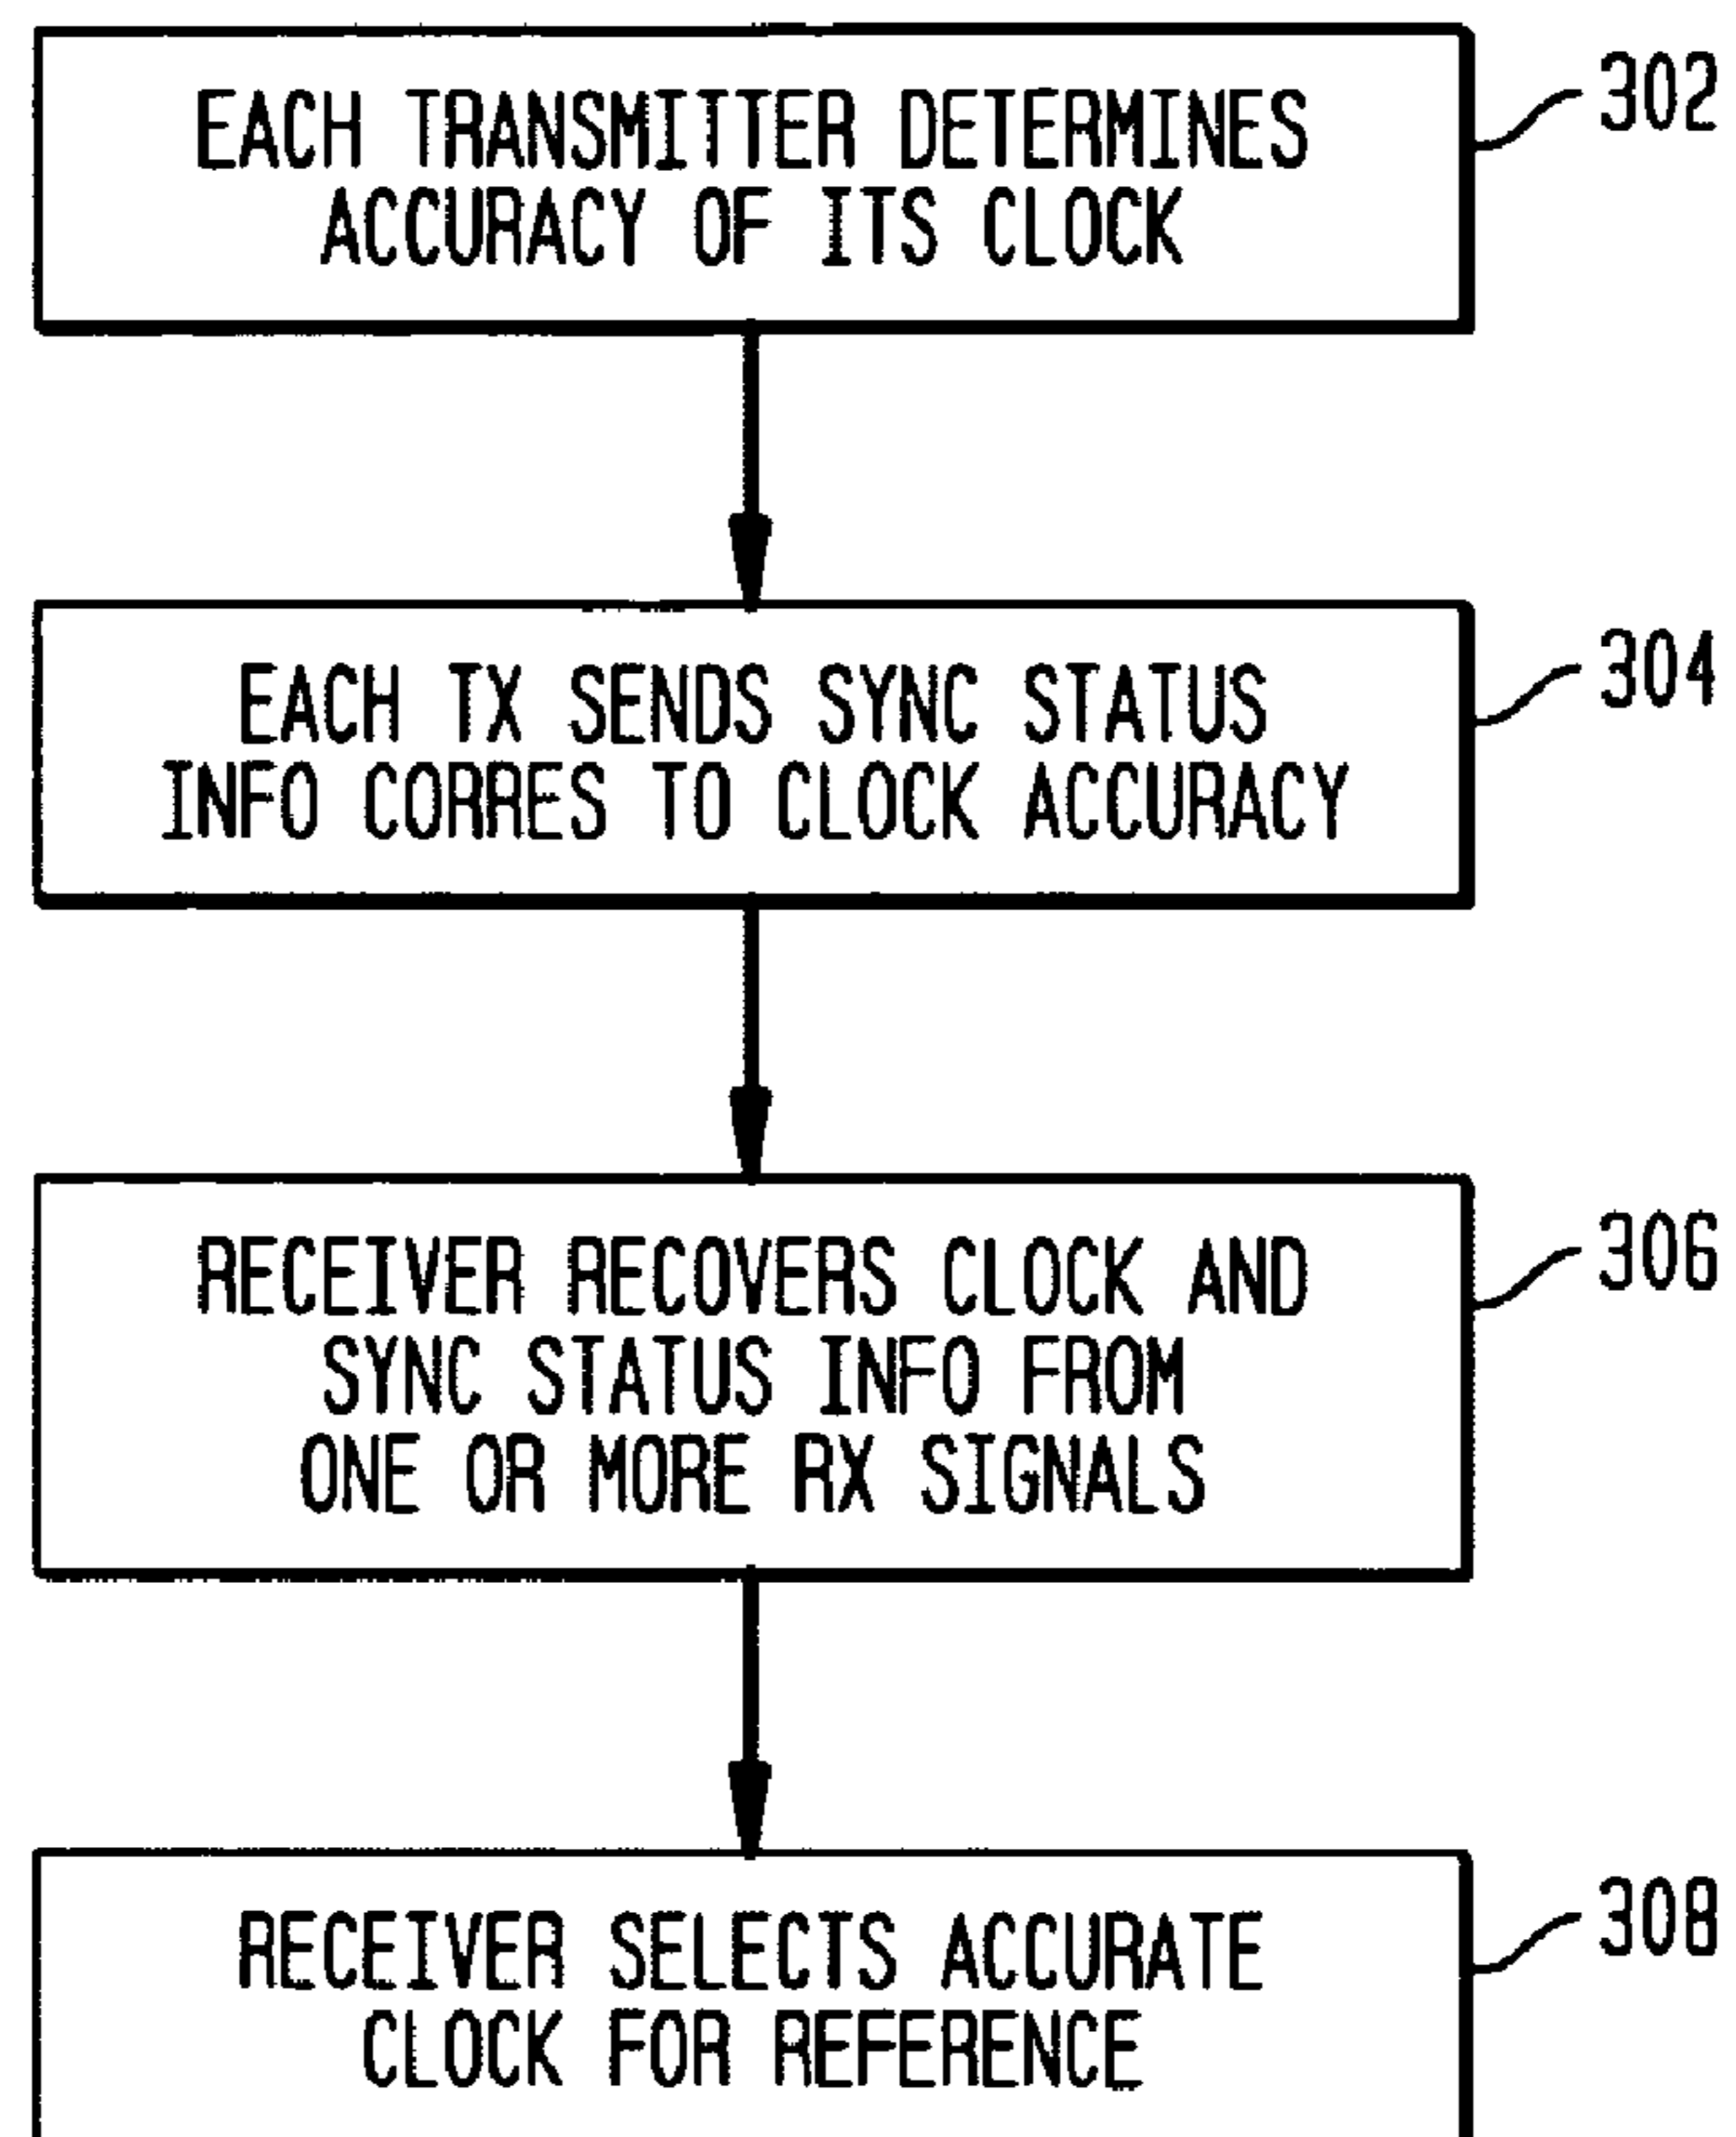 EACH TRANSMITTER DETERMINES
ACCURACY OF ITS CLOCK
302
EACH TX SENDS SYNC STATUS
INFO CORRES TO CLOCK ACCURACY
304
RECEIVER RECOVERS CLOCK AND
SYNC STATUS INFO FROM
ONE OR MORE RX SIGNALS
306
RECEIVER SELECTS ACCURATE
CLOCK FOR REFERENCE
308